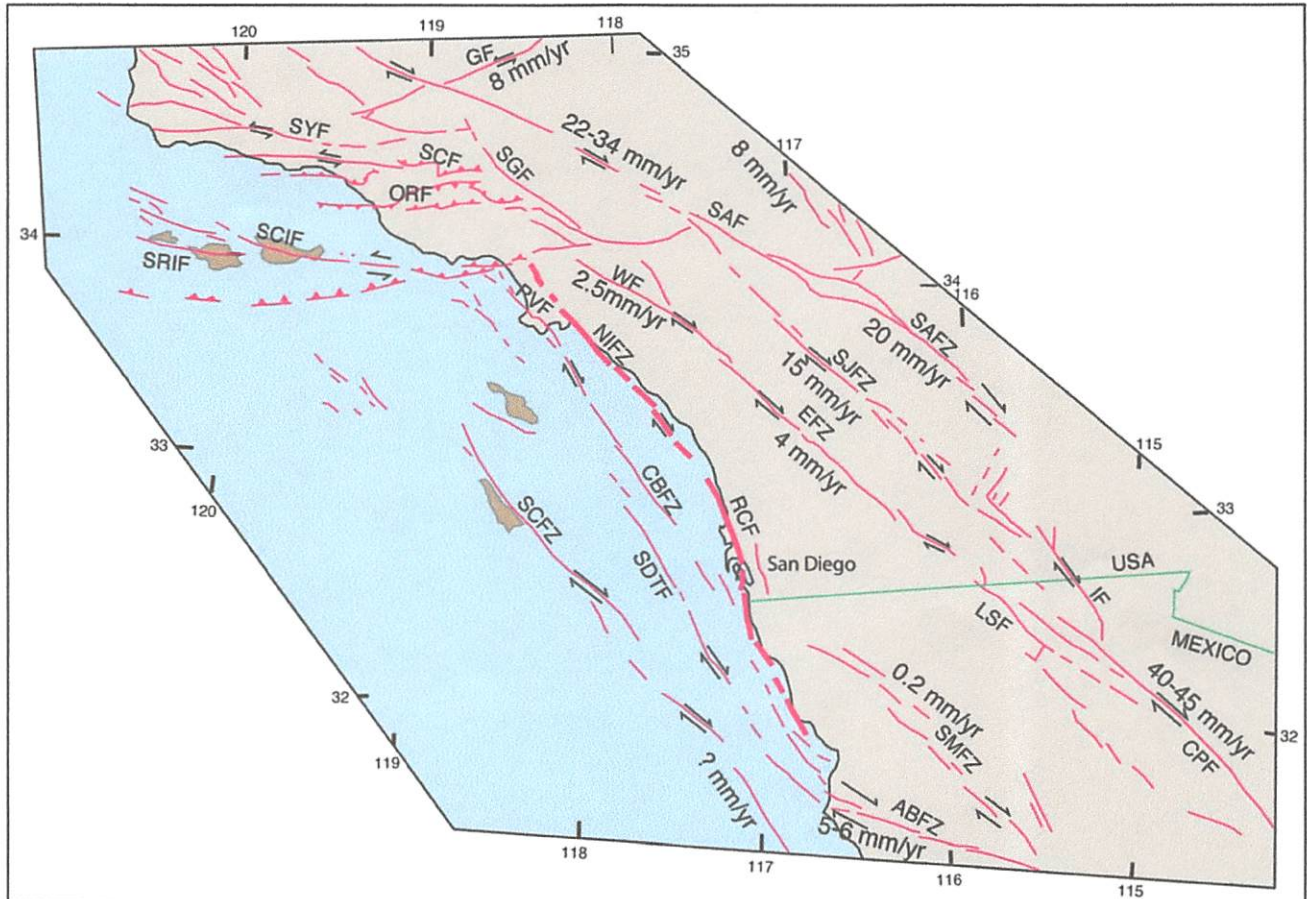 120
119
118
35
GF
8 mm/yr
22-34 mm/yr
117
8 mm/yr
SYF
SCF
SGF
ORF
SAF
34
SCIF
SRIF
34
116
WF
2.5mm/yr
PVF
NIFZ
SAFZ
20 mm/yr
SJFZ
15 mm/yr
EFZ
4 mm/yr
115
33
33
120
CBFZ
RCF
SCFZ
SDTF
San Diego
USA
IF
LSF
MEXICO
32
119
0.2 mm/yr
SMFZ
40-45 mm/yr
CPF
32
? mm/yr
ABFZ
5-6 mm/yr
118
117
116
115